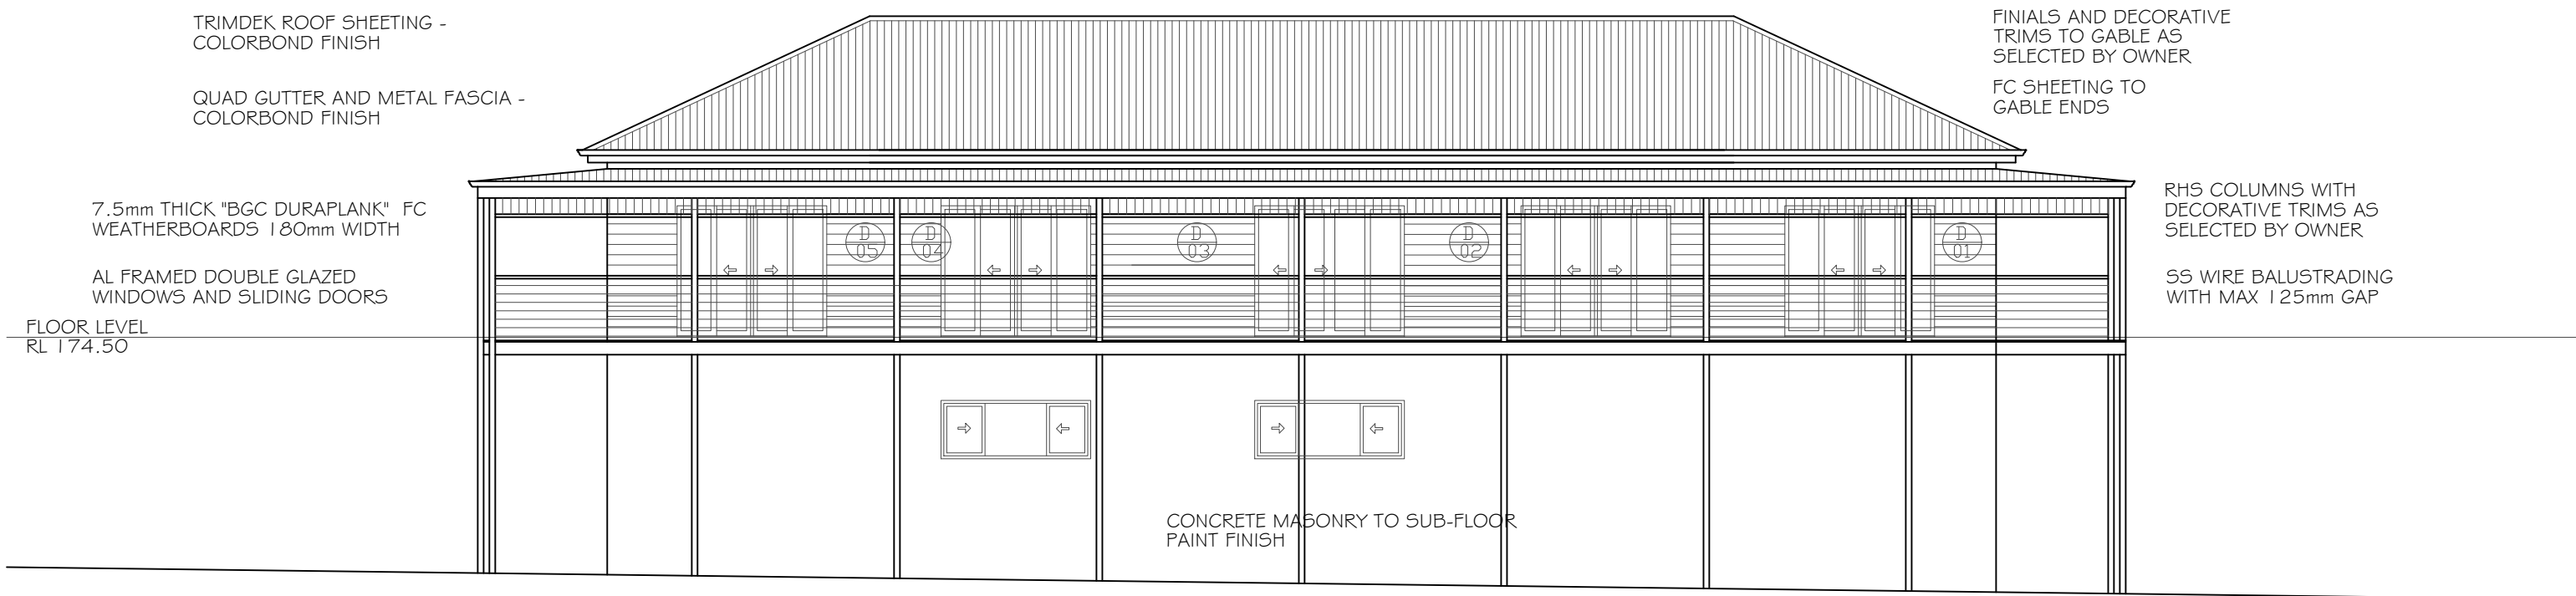 TRIMDEK ROOF SHEETING -
COLORBOND FINISH
QUAD GUTTER AND METAL FASCIA -
COLORBOND FINISH
FINIALS AND DECORATIVE
TRIMS TO GABLE AS
SELECTED BY OWNER
FC SHEETING TO
GABLE ENDS
7.5mm THICK "BGC DURAPLANK" FC
WEATHERBOARDS 180mm WIDTH
AL FRAMED DOUBLE GLAZED
WINDOWS AND SLIDING DOORS
FLOOR LEVEL
RL 174.50
D
05
D
04
D
03
D
02
D
01
RHS COLUMNS WITH
DECORATIVE TRIMS AS
SELECTED BY OWNER
SS WIRE BALUSTRADING
WITH MAX 125mm GAP
CONCRETE MASONRY TO SUB-FLOOR
PAINT FINISH